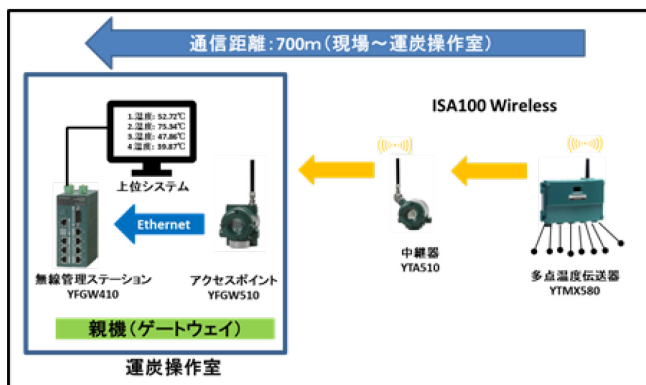 通信距離:700m(現場~運炭操作室)
ISA100 Wireless
1.温度: 52.72℃
2.温度: 75.34℃
3.温度: 47.86℃
4 温度: 39.87℃
上位システム
Ethernet
無線管理ステーション
YFGW410
アクセスポイント
YFGW510
中継器
YTA510
多点温度伝送器
YTMX580
親機(ゲートウェイ)
運炭操作室